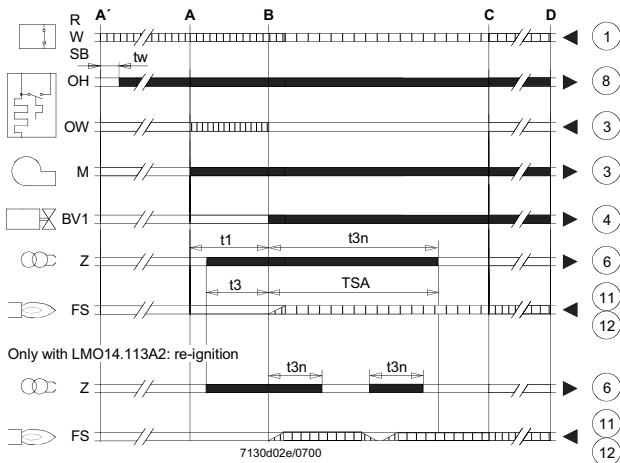 A´ A B C D
R
W 1
SB tw
OH 8
OW 3
M 3
BV1 4
t1 t3n
Z 6
t3 TSA
FS 11
12
Only with LMO14.113A2: re-ignition
t3n t3n
Z 6
FS 11
12
7130d02e/0700